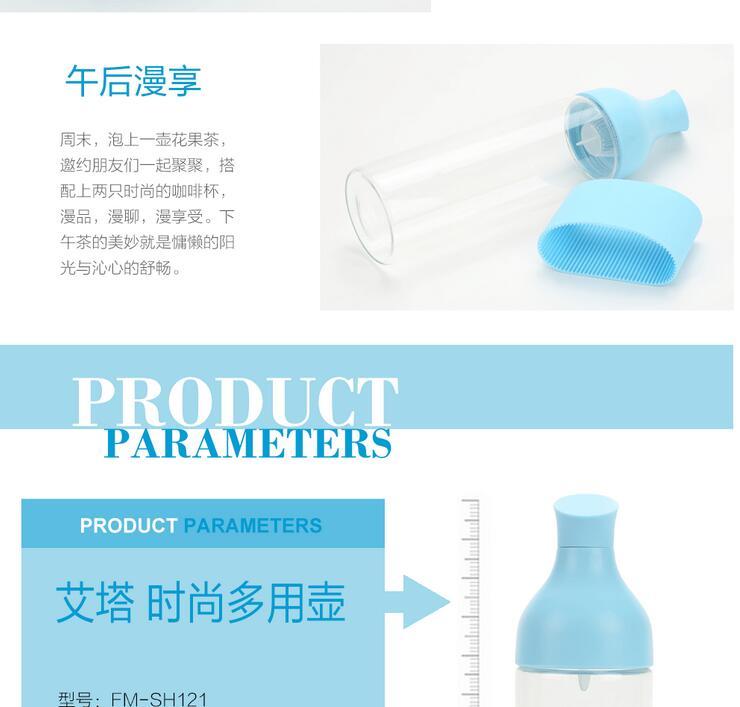 午后漫享
周末，泡上一壶花果茶，
邀约朋友们一起聚聚，搭
配上两只时尚的咖啡杯，
漫品，漫聊，漫享受。下
午茶的美妙就是慵懒的阳
光与沁心的舒畅。
PRODUCT
PARAMETERS
PRODUCT PARAMETERS
艾塔 时尚多用壶
型号：FM-SH121